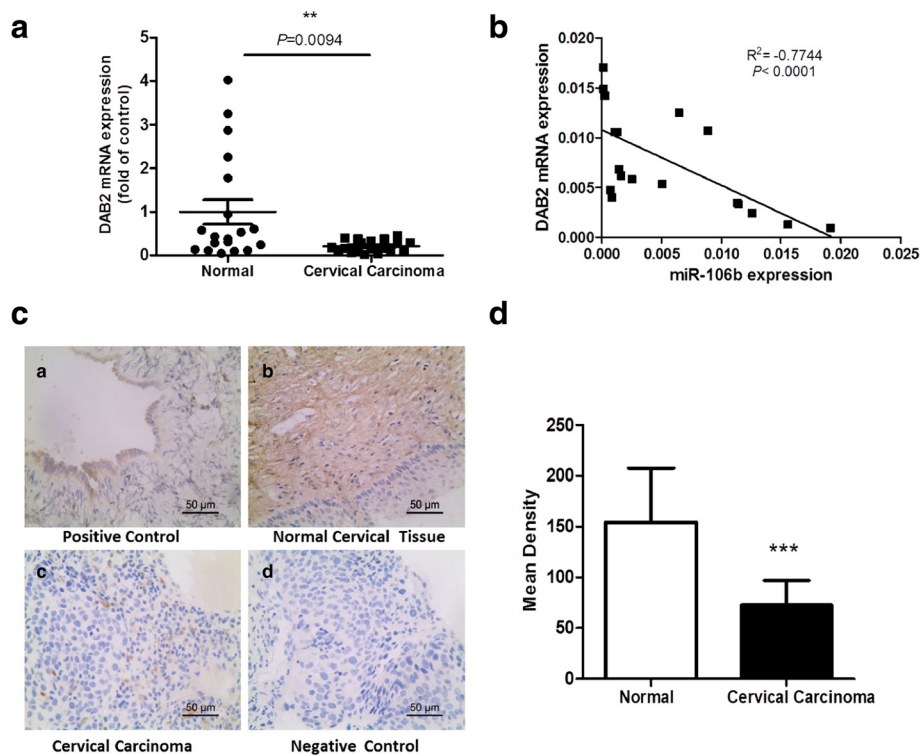 a
**
P=0.0094
DAB2 mRNA expression
(fold of control)
5
4
3
2
1
0
Normal
Cervical Carcinoma
b
R²= -0.7744
P< 0.0001
DAB2 mRNA expression
0.020
0.015
0.010
0.005
0.000
0.000 0.005 0.010 0.015 0.020 0.025
miR-106b expression
c
a
50 µm
Positive Control
b
50 µm
Normal Cervical Tissue
c
50 µm
Cervical Carcinoma
d
50 µm
Negative Control
d
Mean Density
250
200
150
100
50
0
***
Normal
Cervical Carcinoma